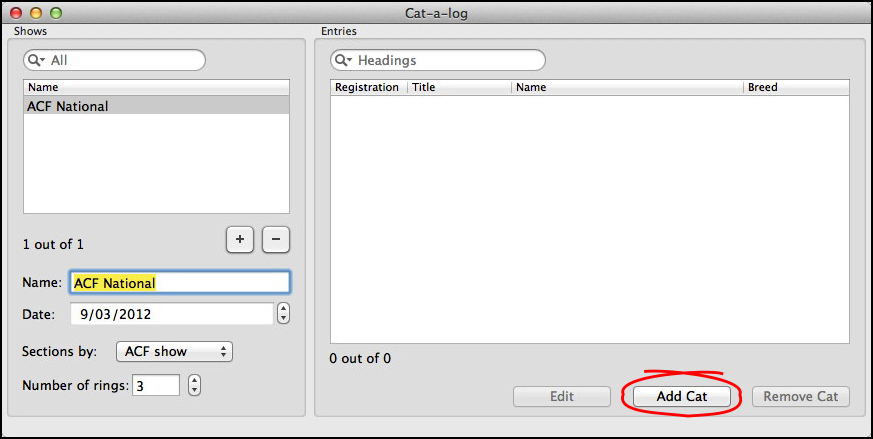 Cat-a-log
Shows
All
Name
ACF National
1 out of 1
+ −
Name: ACF National
Date: 9/03/2012
Sections by: ACF show
Number of rings: 3
Entries
Headings
Registration Title Name Breed
0 out of 0
Edit Add Cat Remove Cat